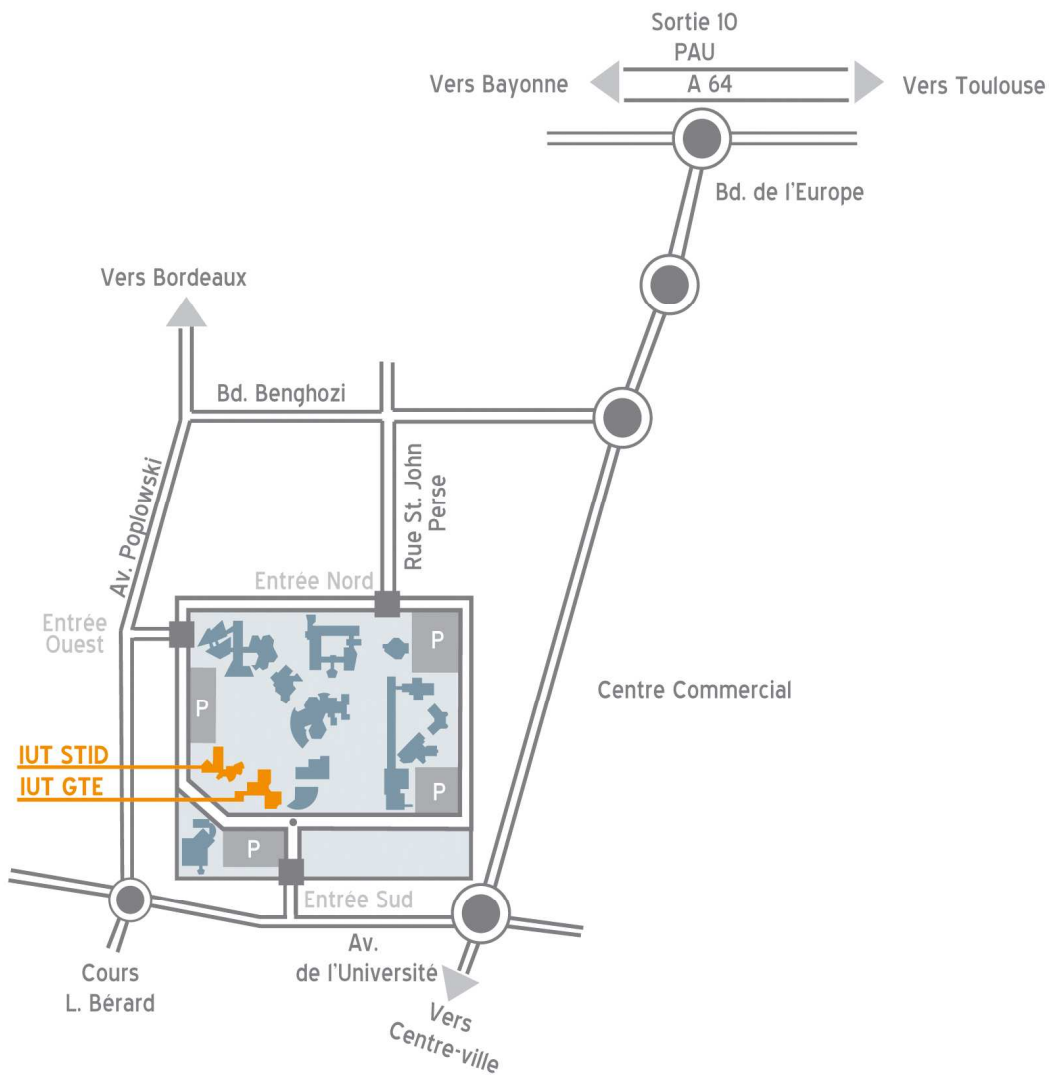 Sortie 10
PAU
Vers Bayonne
A 64
Vers Toulouse
Bd. de l'Europe
Vers Bordeaux
Bd. Benghozi
Av. Poplowski
Rue St. John
Perse
Entrée Nord
Entrée
Ouest
P
P
Centre Commercial
IUT STID
IUT GTE
P
P
Entrée Sud
Av.
de l'Université
Cours
L. Bérard
Vers
Centre-ville